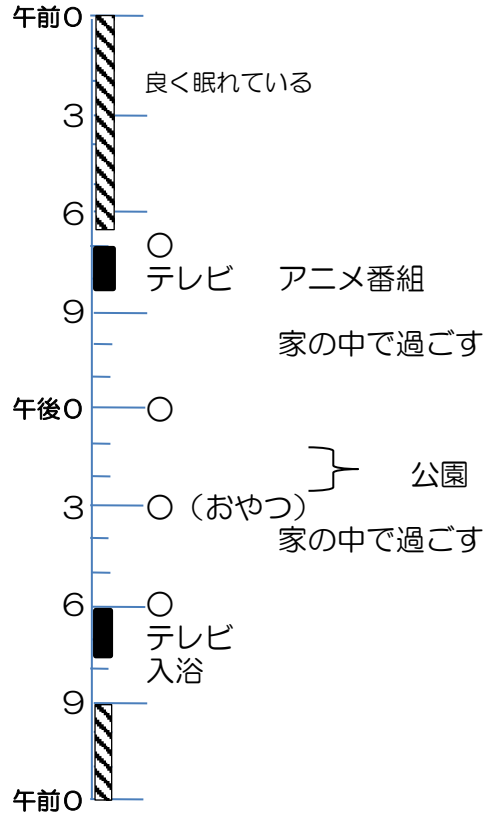 午前０
良く眠れている
３
６
○
テレビ　アニメ番組
９
家の中で過ごす
午後０ ○
公園
３ ○（おやつ）
家の中で過ごす
６ ○
テレビ
入浴
９
午前０